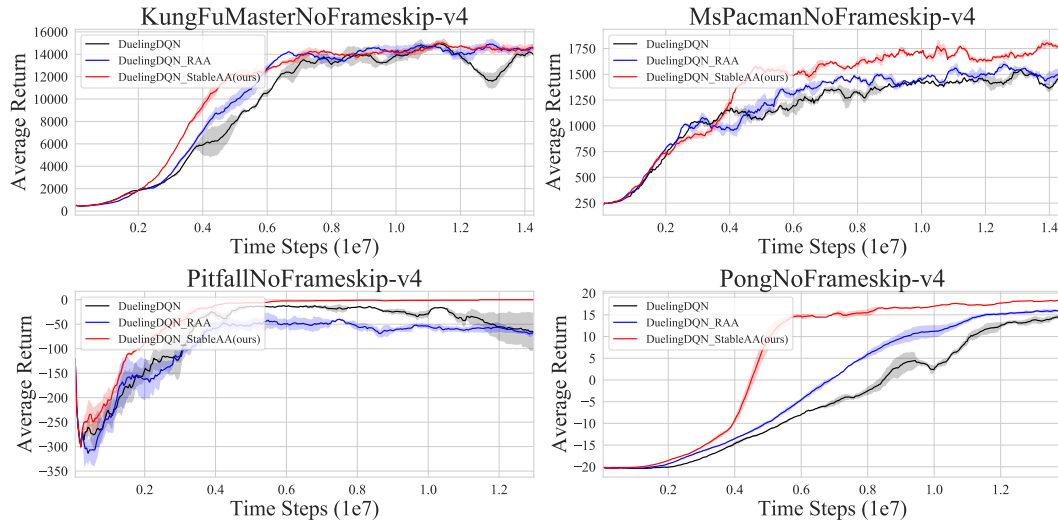 KungFuMasterNoFrameskip-v4
16000
14000
12000
10000
8000
6000
4000
2000
0
Average Return
DuelingDQN
DuelingDQN_RAA
DuelingDQN_StableAA(ours)
0.2 0.4 0.6 0.8 1.0 1.2 1.4
Time Steps (1e7)
MsPacmanNoFrameskip-v4
1750
1500
1250
1000
750
500
250
Average Return
DuelingDQN
DuelingDQN_RAA
DuelingDQN_StableAA(ours)
0.2 0.4 0.6 0.8 1.0 1.2 1.4
Time Steps (1e7)
PitfallNoFrameskip-v4
0
−50
−100
−150
−200
−250
−300
−350
Average Return
DuelingDQN
DuelingDQN_RAA
DuelingDQN_StableAA(ours)
0.2 0.4 0.6 0.8 1.0 1.2
Time Steps (1e7)
PongNoFrameskip-v4
20
15
10
5
0
−5
−10
−15
−20
Average Return
DuelingDQN
DuelingDQN_RAA
DuelingDQN_StableAA(ours)
0.2 0.4 0.6 0.8 1.0 1.2
Time Steps (1e7)